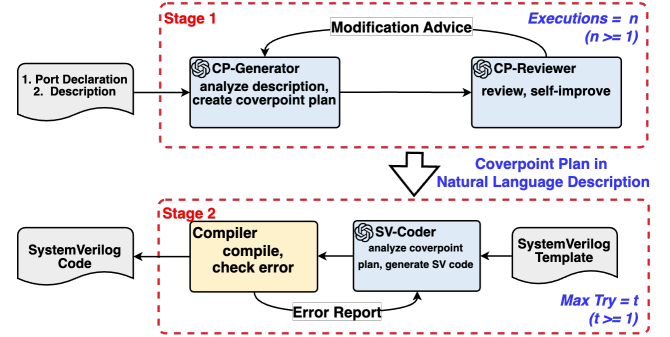 Stage 1
Modification Advice
Executions = n
(n >= 1)
1. Port Declaration
2. Description
CP-Generator
analyze description,
create coverpoint plan
CP-Reviewer
review, self-improve
Coverpoint Plan in
Natural Language Description
Stage 2
SystemVerilog
Code
Compiler
compile,
check error
SV-Coder
analyze coverpoint
plan, generate SV code
SystemVerilog
Template
Error Report
Max Try = t
(t >= 1)